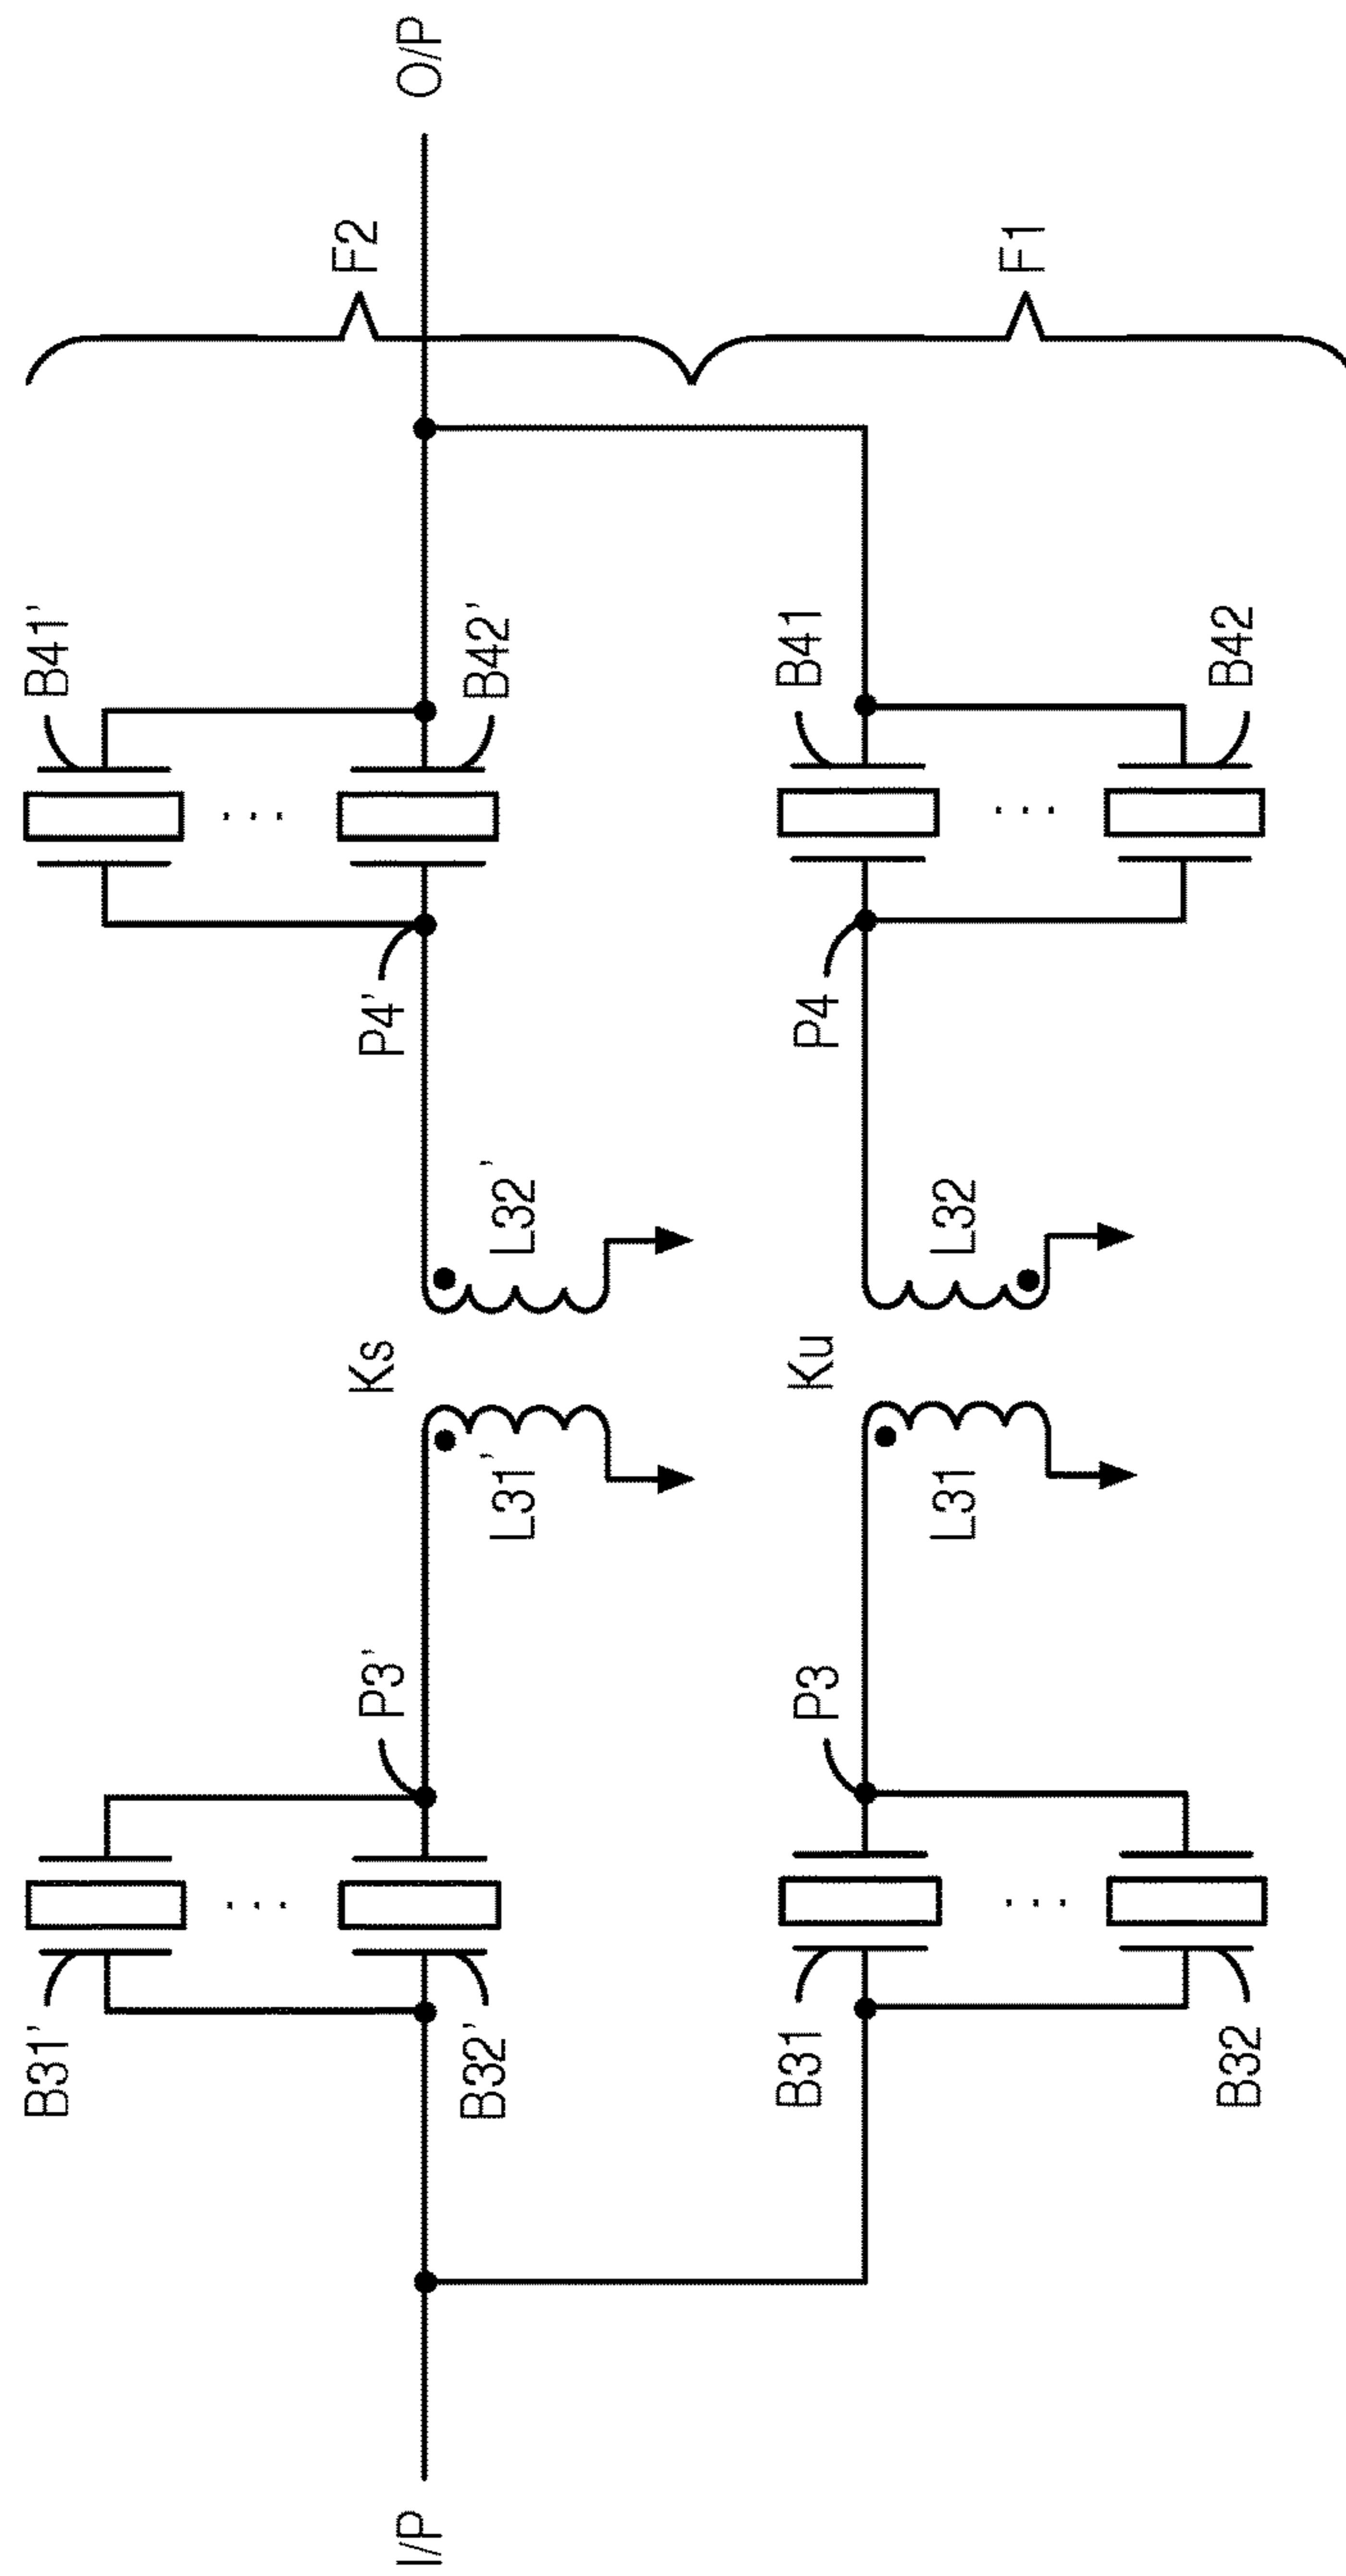 B31'
B41'
F2
I/P
B32'
P3'
L31'
Ks
L32'
P4'
B42'
O/P
B31
P3
L31
Ku
L32
P4
B41
F1
B32
B42